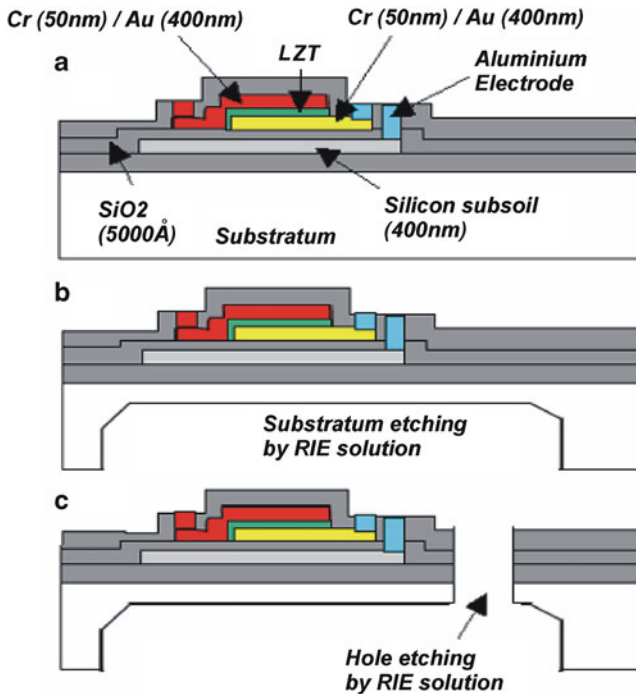 Cr (50nm) / Au (400nm)
Cr (50nm) / Au (400nm)
a
LZT
Aluminium
Electrode
SiO2
(5000Å)
Substratum
Silicon subsoil
(400nm)
b
Substratum etching
by RIE solution
c
Hole etching
by RIE solution